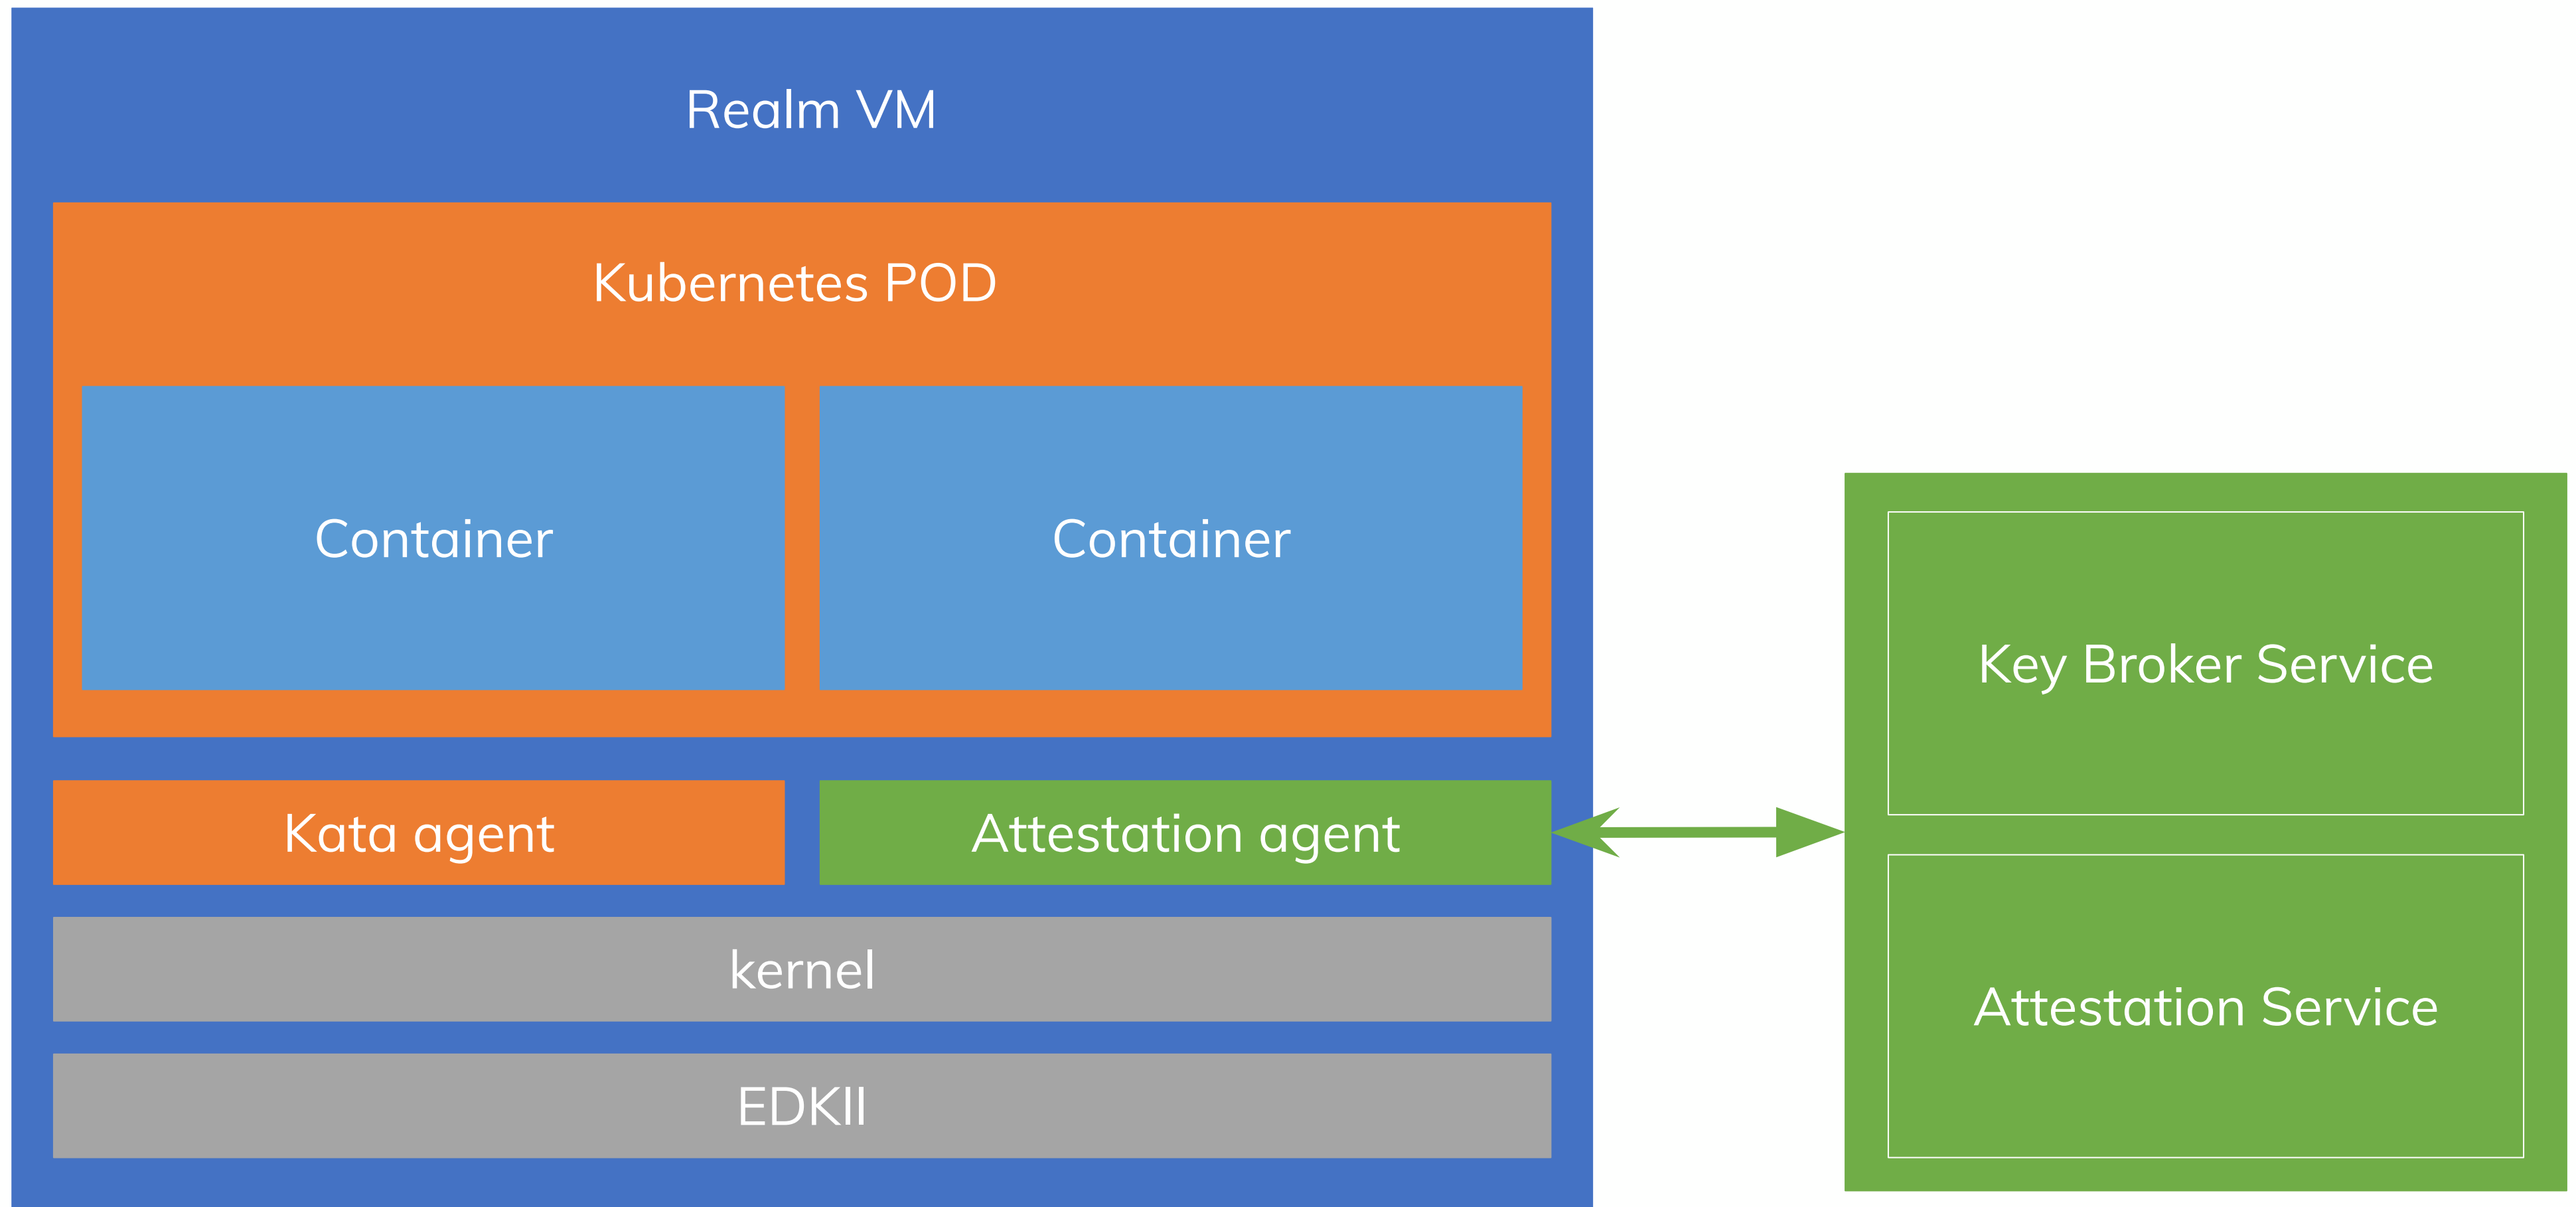 Realm VM
Kubernetes POD
Container
Container
Kata agent
Attestation agent
kernel
EDKII
Key Broker Service
Attestation Service